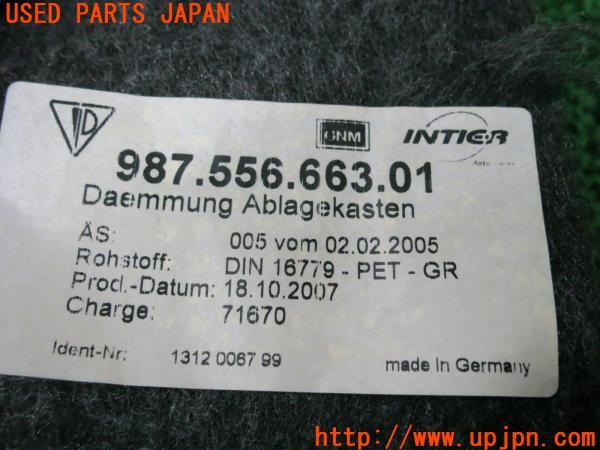 USED PARTS JAPAN
GNM
INTIER
987.556.663.01
Daemmung Ablagekasten
ÄS: 005 vom 02.02.2005
Rohstoff: DIN 16779 - PET - GR
Prod.-Datum: 18.10.2007
Charge: 71670
Ident-Nr: 1312 0067 99
made in Germany
http://www.upjpn.com/